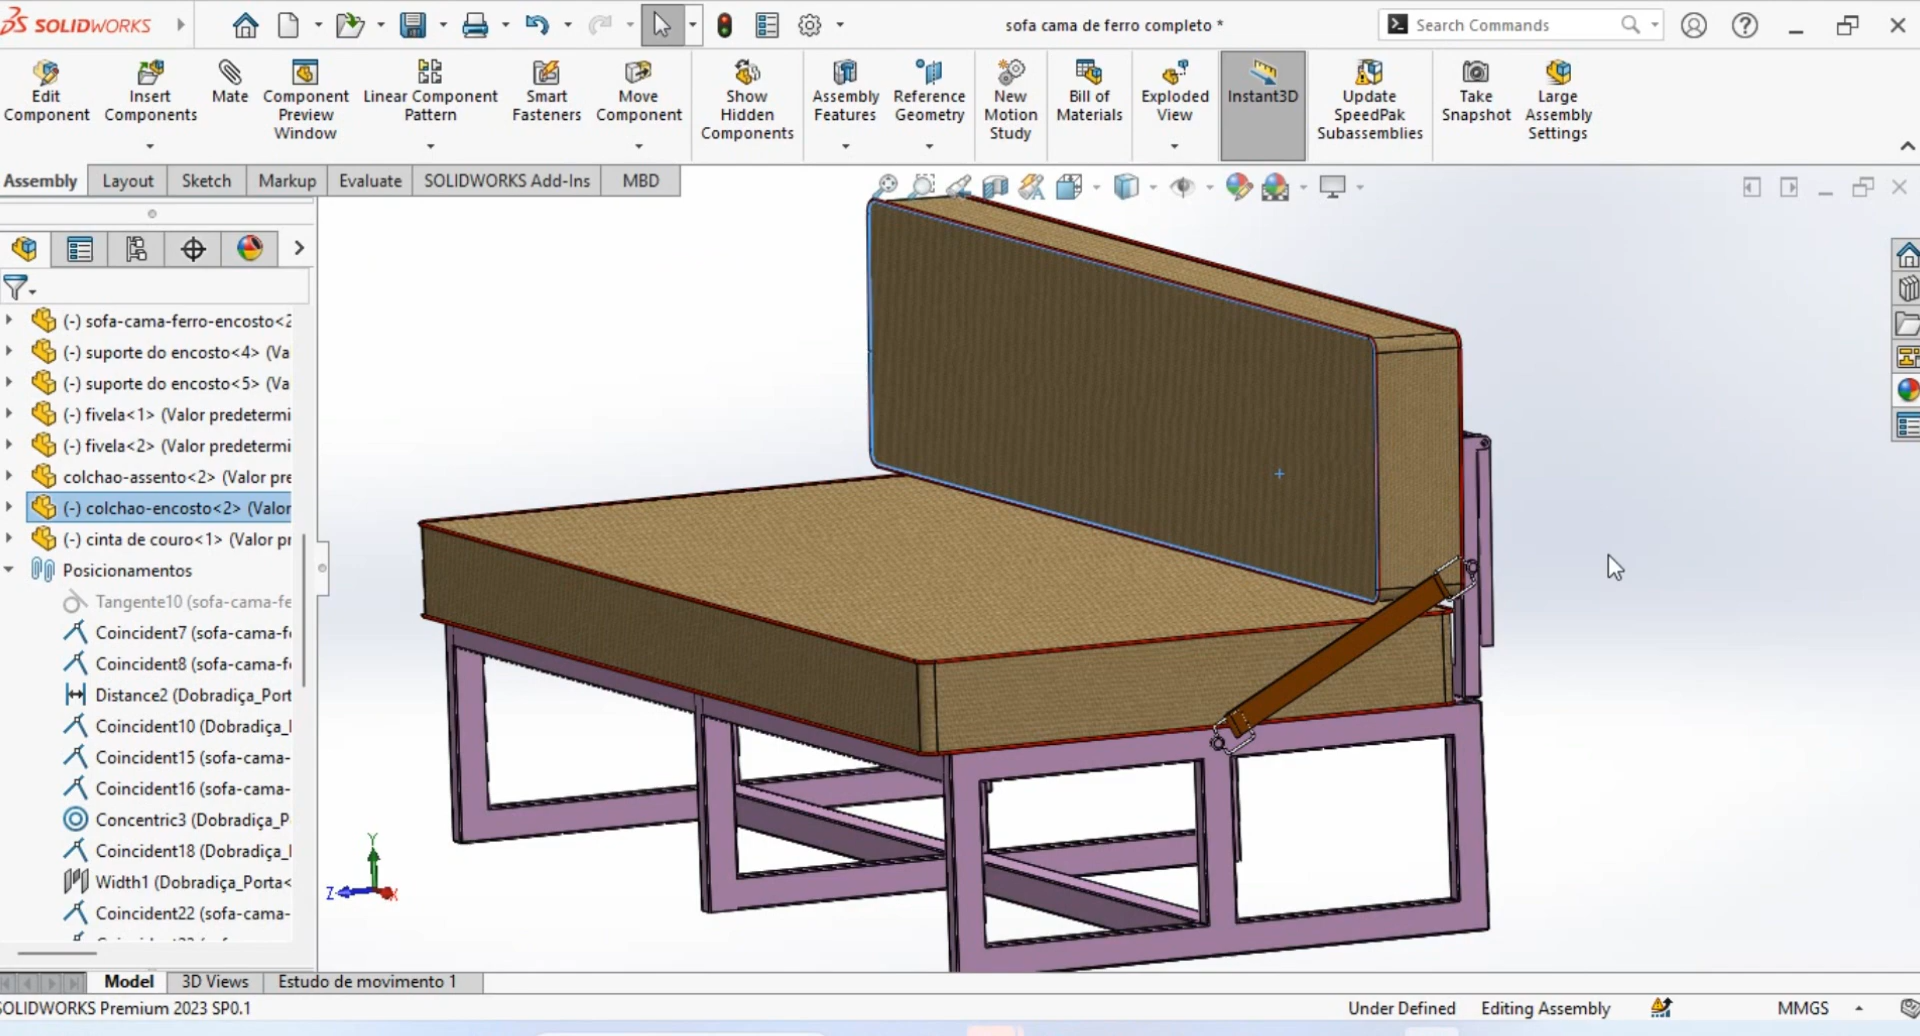 SOLIDWORKS
sofa cama de ferro completo *
Search Commands
Edit Component
Insert Components
Mate
Component Preview Window
Linear Component Pattern
Smart Fasteners
Move Component
Show Hidden Components
Assembly Features
Reference Geometry
New Motion Study
Bill of Materials
Exploded View
Instant3D
Update SpeedPak Subassemblies
Take Snapshot
Large Assembly Settings
Assembly
Layout
Sketch
Markup
Evaluate
SOLIDWORKS Add-Ins
MBD
(-) sofa-cama-ferro-encosto<2
(-) suporte do encosto<4> (Va
(-) suporte do encosto<5> (Va
(-) fivela<1> (Valor predetermi
(-) fivela<2> (Valor predetermi
colchao-assento<2> (Valor pre
(-) colchao-encosto<2> (Valor
(-) cinta de couro<1> (Valor pr
Posicionamentos
Tangente10 (sofa-cama-fe
Coincident7 (sofa-cama-f
Coincident8 (sofa-cama-f
Distance2 (Dobradiça_Port
Coincident10 (Dobradiça_
Coincident15 (sofa-cama-
Coincident16 (sofa-cama-
Concentric3 (Dobradiça_P
Coincident18 (Dobradiça_
Width1 (Dobradiça_Porta<
Coincident22 (sofa-cama-
Y
Z
X
Model
3D Views
Estudo de movimento 1
SOLIDWORKS Premium 2023 SP0.1
Under Defined
Editing Assembly
MMGS